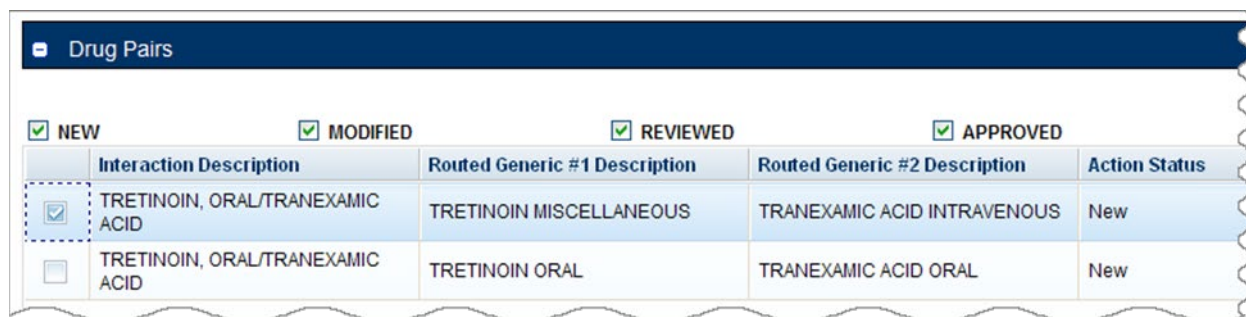 Drug Pairs
NEW MODIFIED REVIEWED APPROVED
Interaction Description Routed Generic #1 Description Routed Generic #2 Description Action Status
TRETINOIN, ORAL/TRANEXAMIC
ACID TRETINOIN MISCELLANEOUS TRANEXAMIC ACID INTRAVENOUS New
TRETINOIN, ORAL/TRANEXAMIC
ACID TRETINOIN ORAL TRANEXAMIC ACID ORAL New